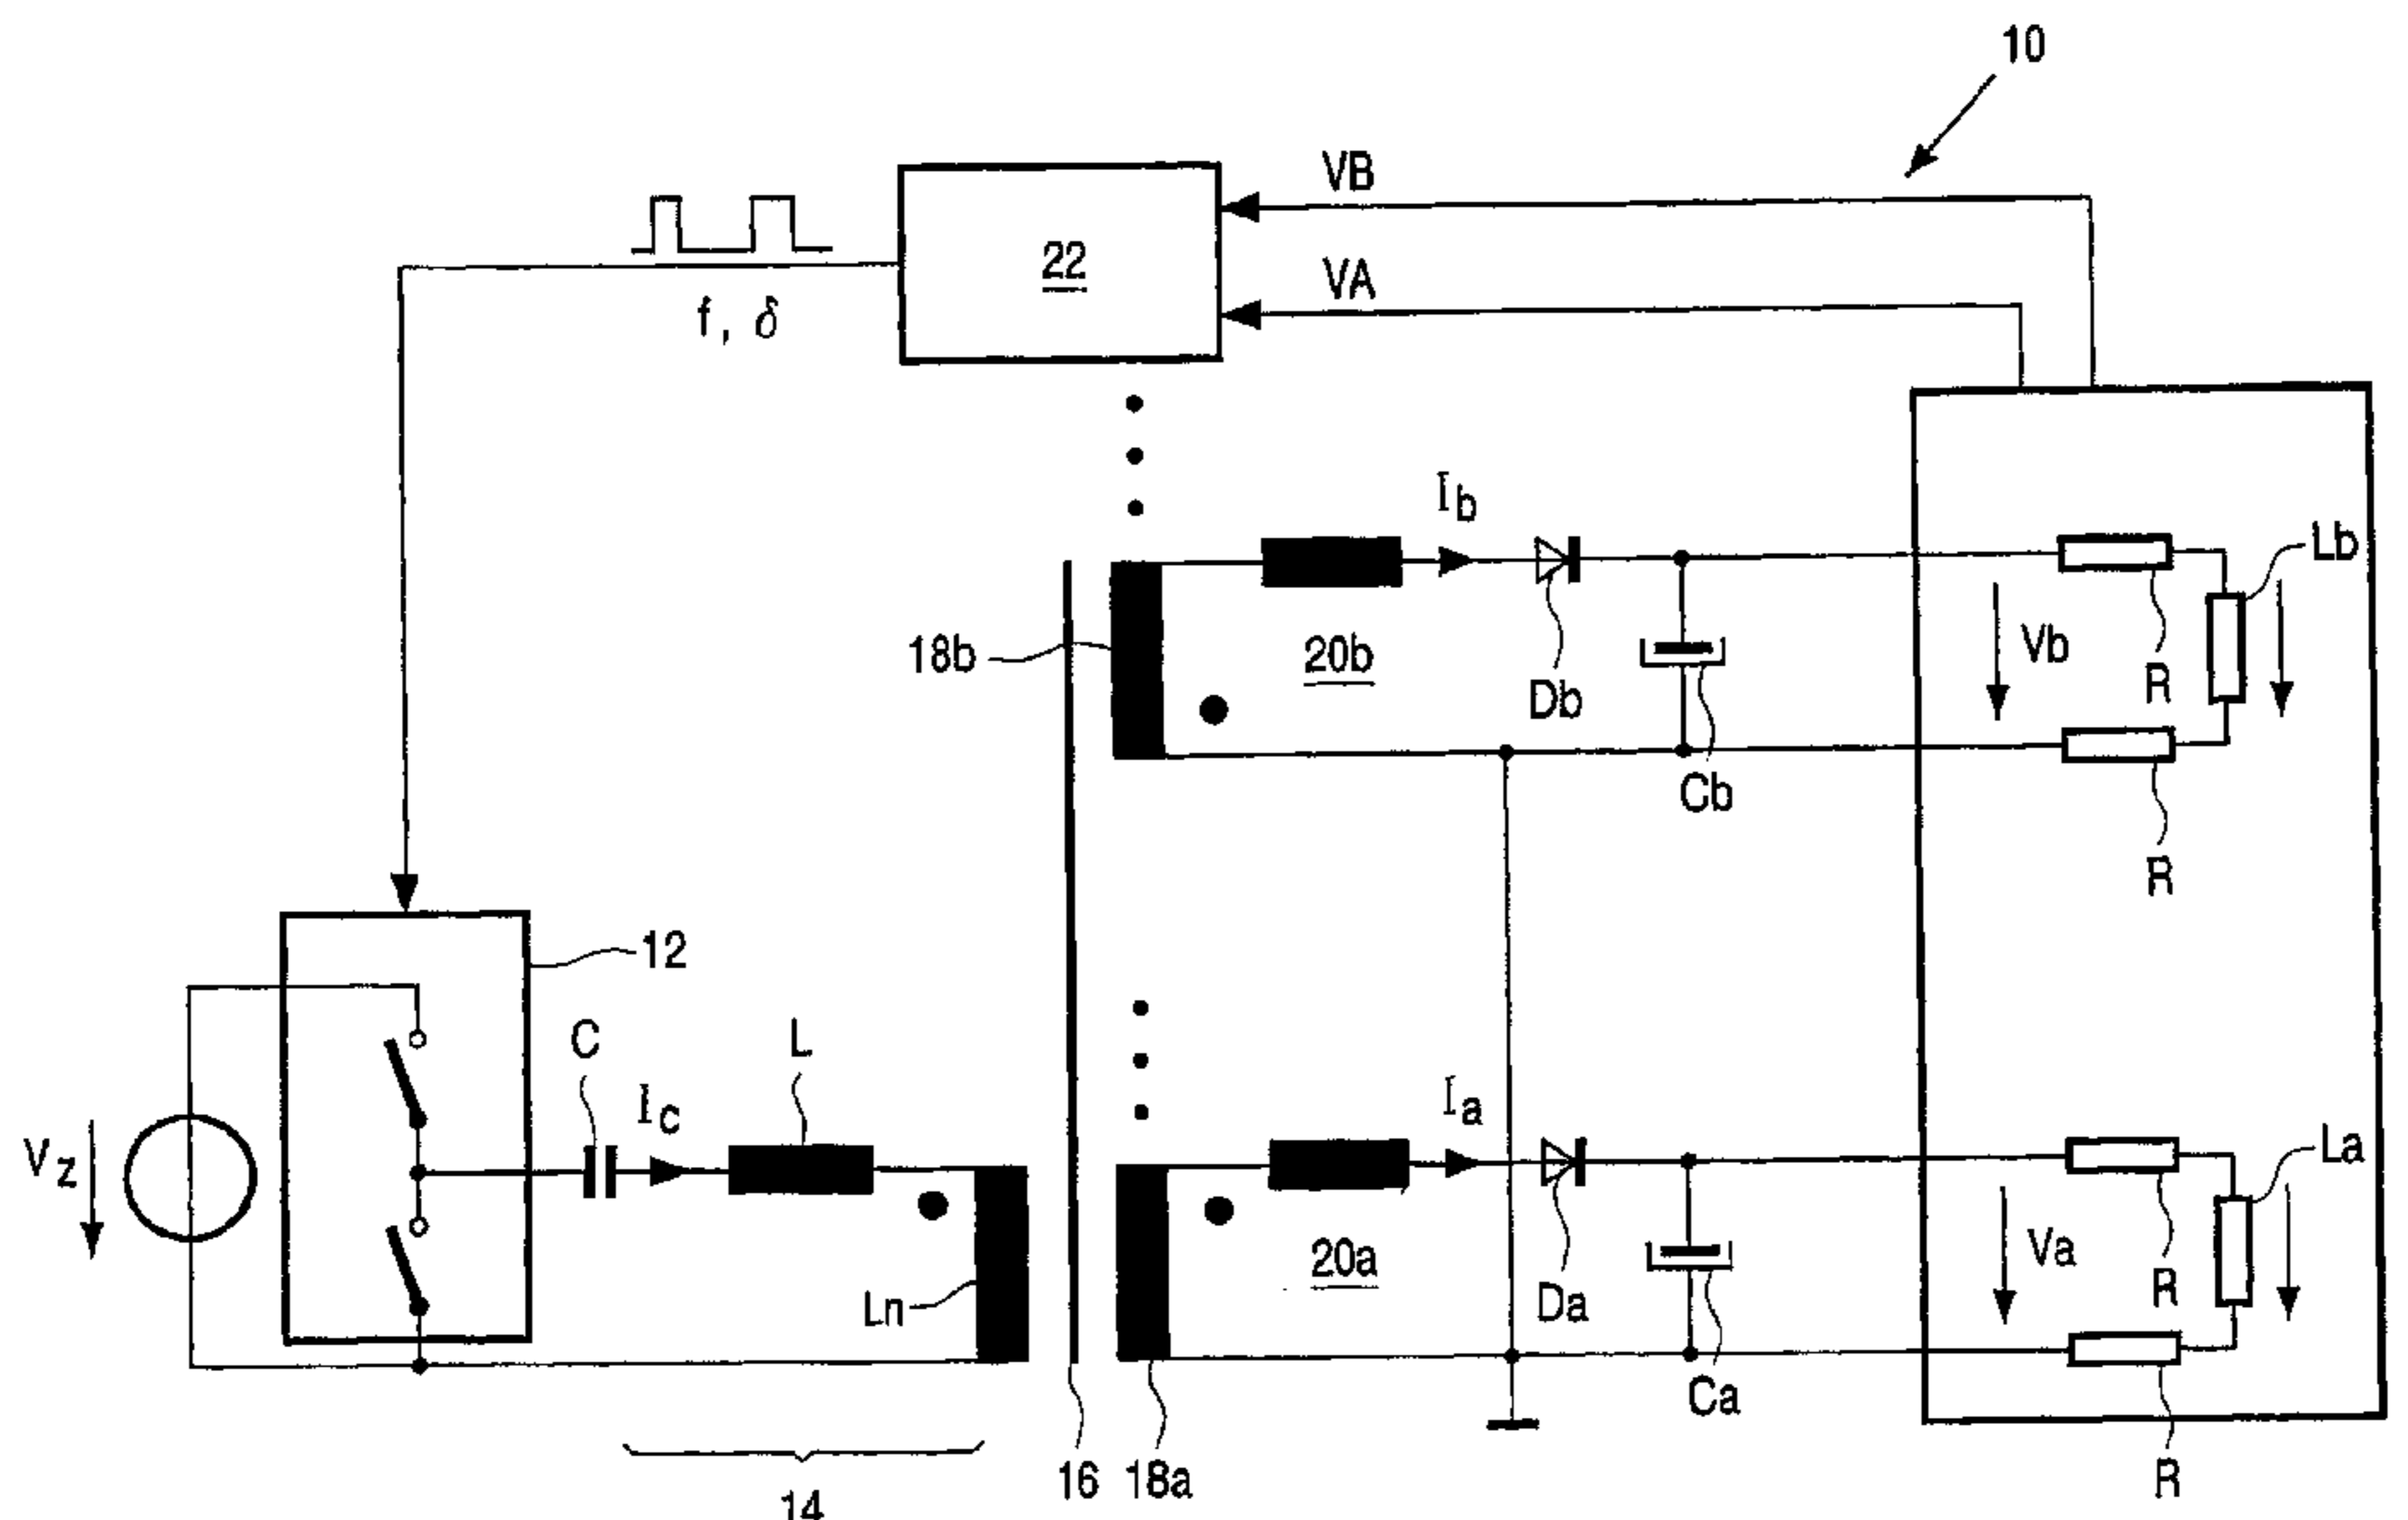 10
VB
22
VA
f, δ
Ib
Lb
18b
20b
Vb
R
Db
Cb
R
12
C
L
Ic
Ia
La
Vz
20a
Va
Ln
Da
R
Ca
16
18a
R
14